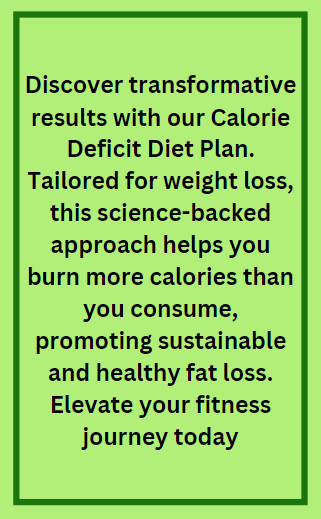 Discover transformative
results with our Calorie
Deficit Diet Plan.
Tailored for weight loss,
this science-backed
approach helps you
burn more calories than
you consume,
promoting sustainable
and healthy fat loss.
Elevate your fitness
journey today